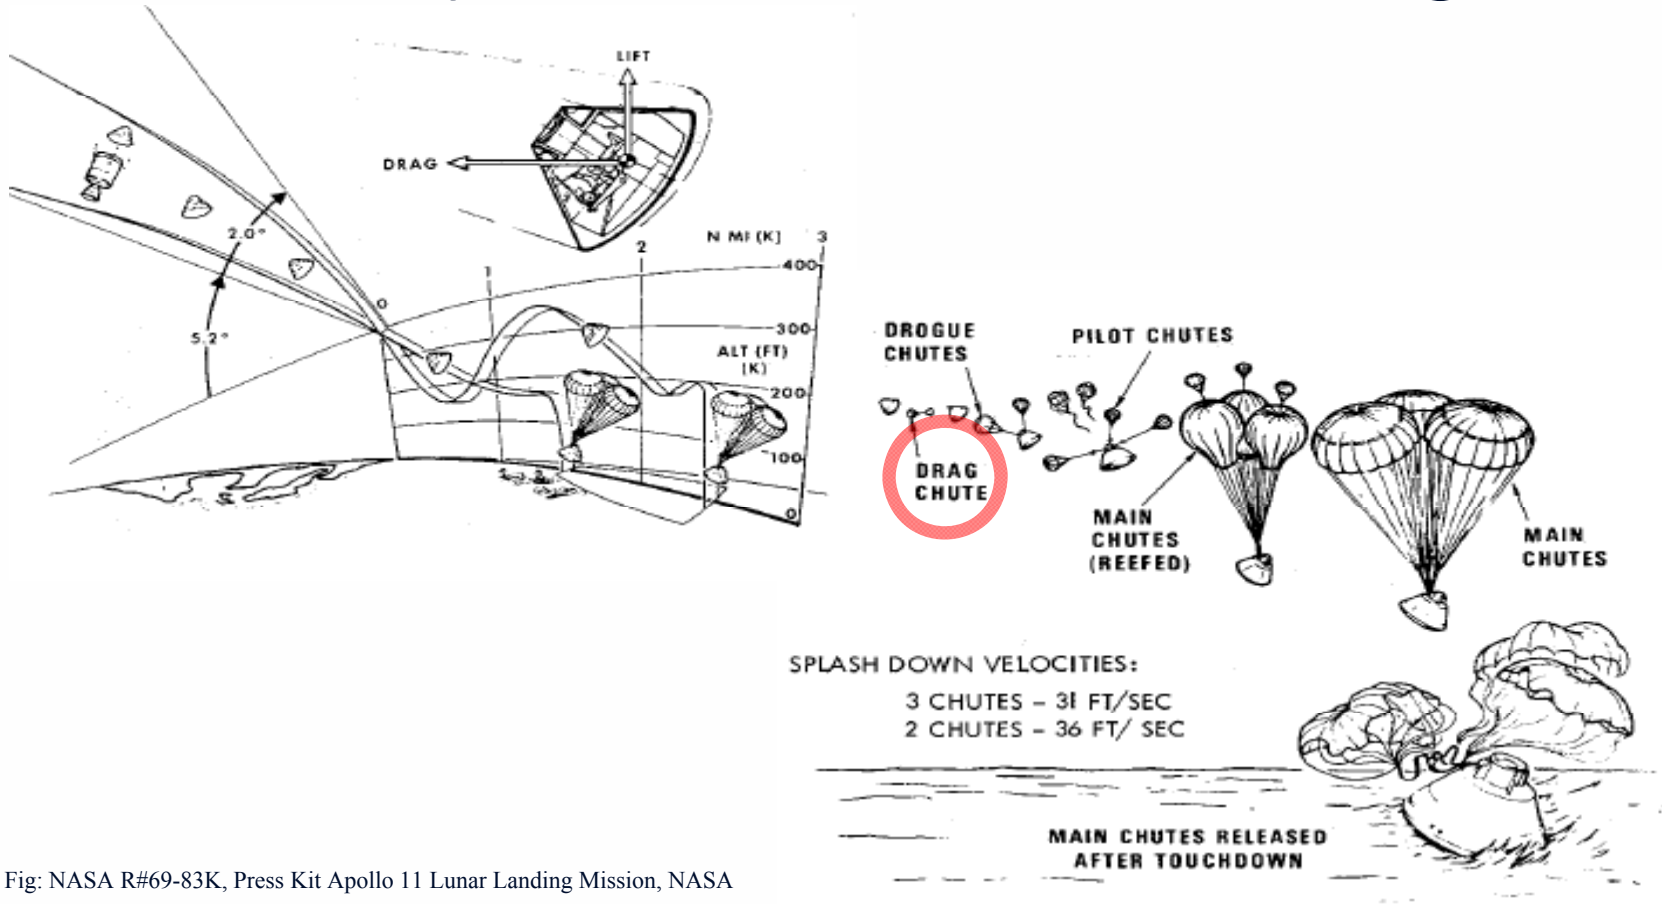 LIFT
DRAG
2.0°
5.2°
0
1
2
N MI (K)
3
400
300
ALT (FT)
(K)
200
100
0
DROGUE
CHUTES
PILOT CHUTES
DRAG
CHUTE
MAIN
CHUTES
(REEFED)
MAIN
CHUTES
SPLASH DOWN VELOCITIES:
3 CHUTES – 31 FT/SEC
2 CHUTES – 36 FT/ SEC
MAIN CHUTES RELEASED
AFTER TOUCHDOWN
Fig: NASA R#69-83K, Press Kit Apollo 11 Lunar Landing Mission, NASA